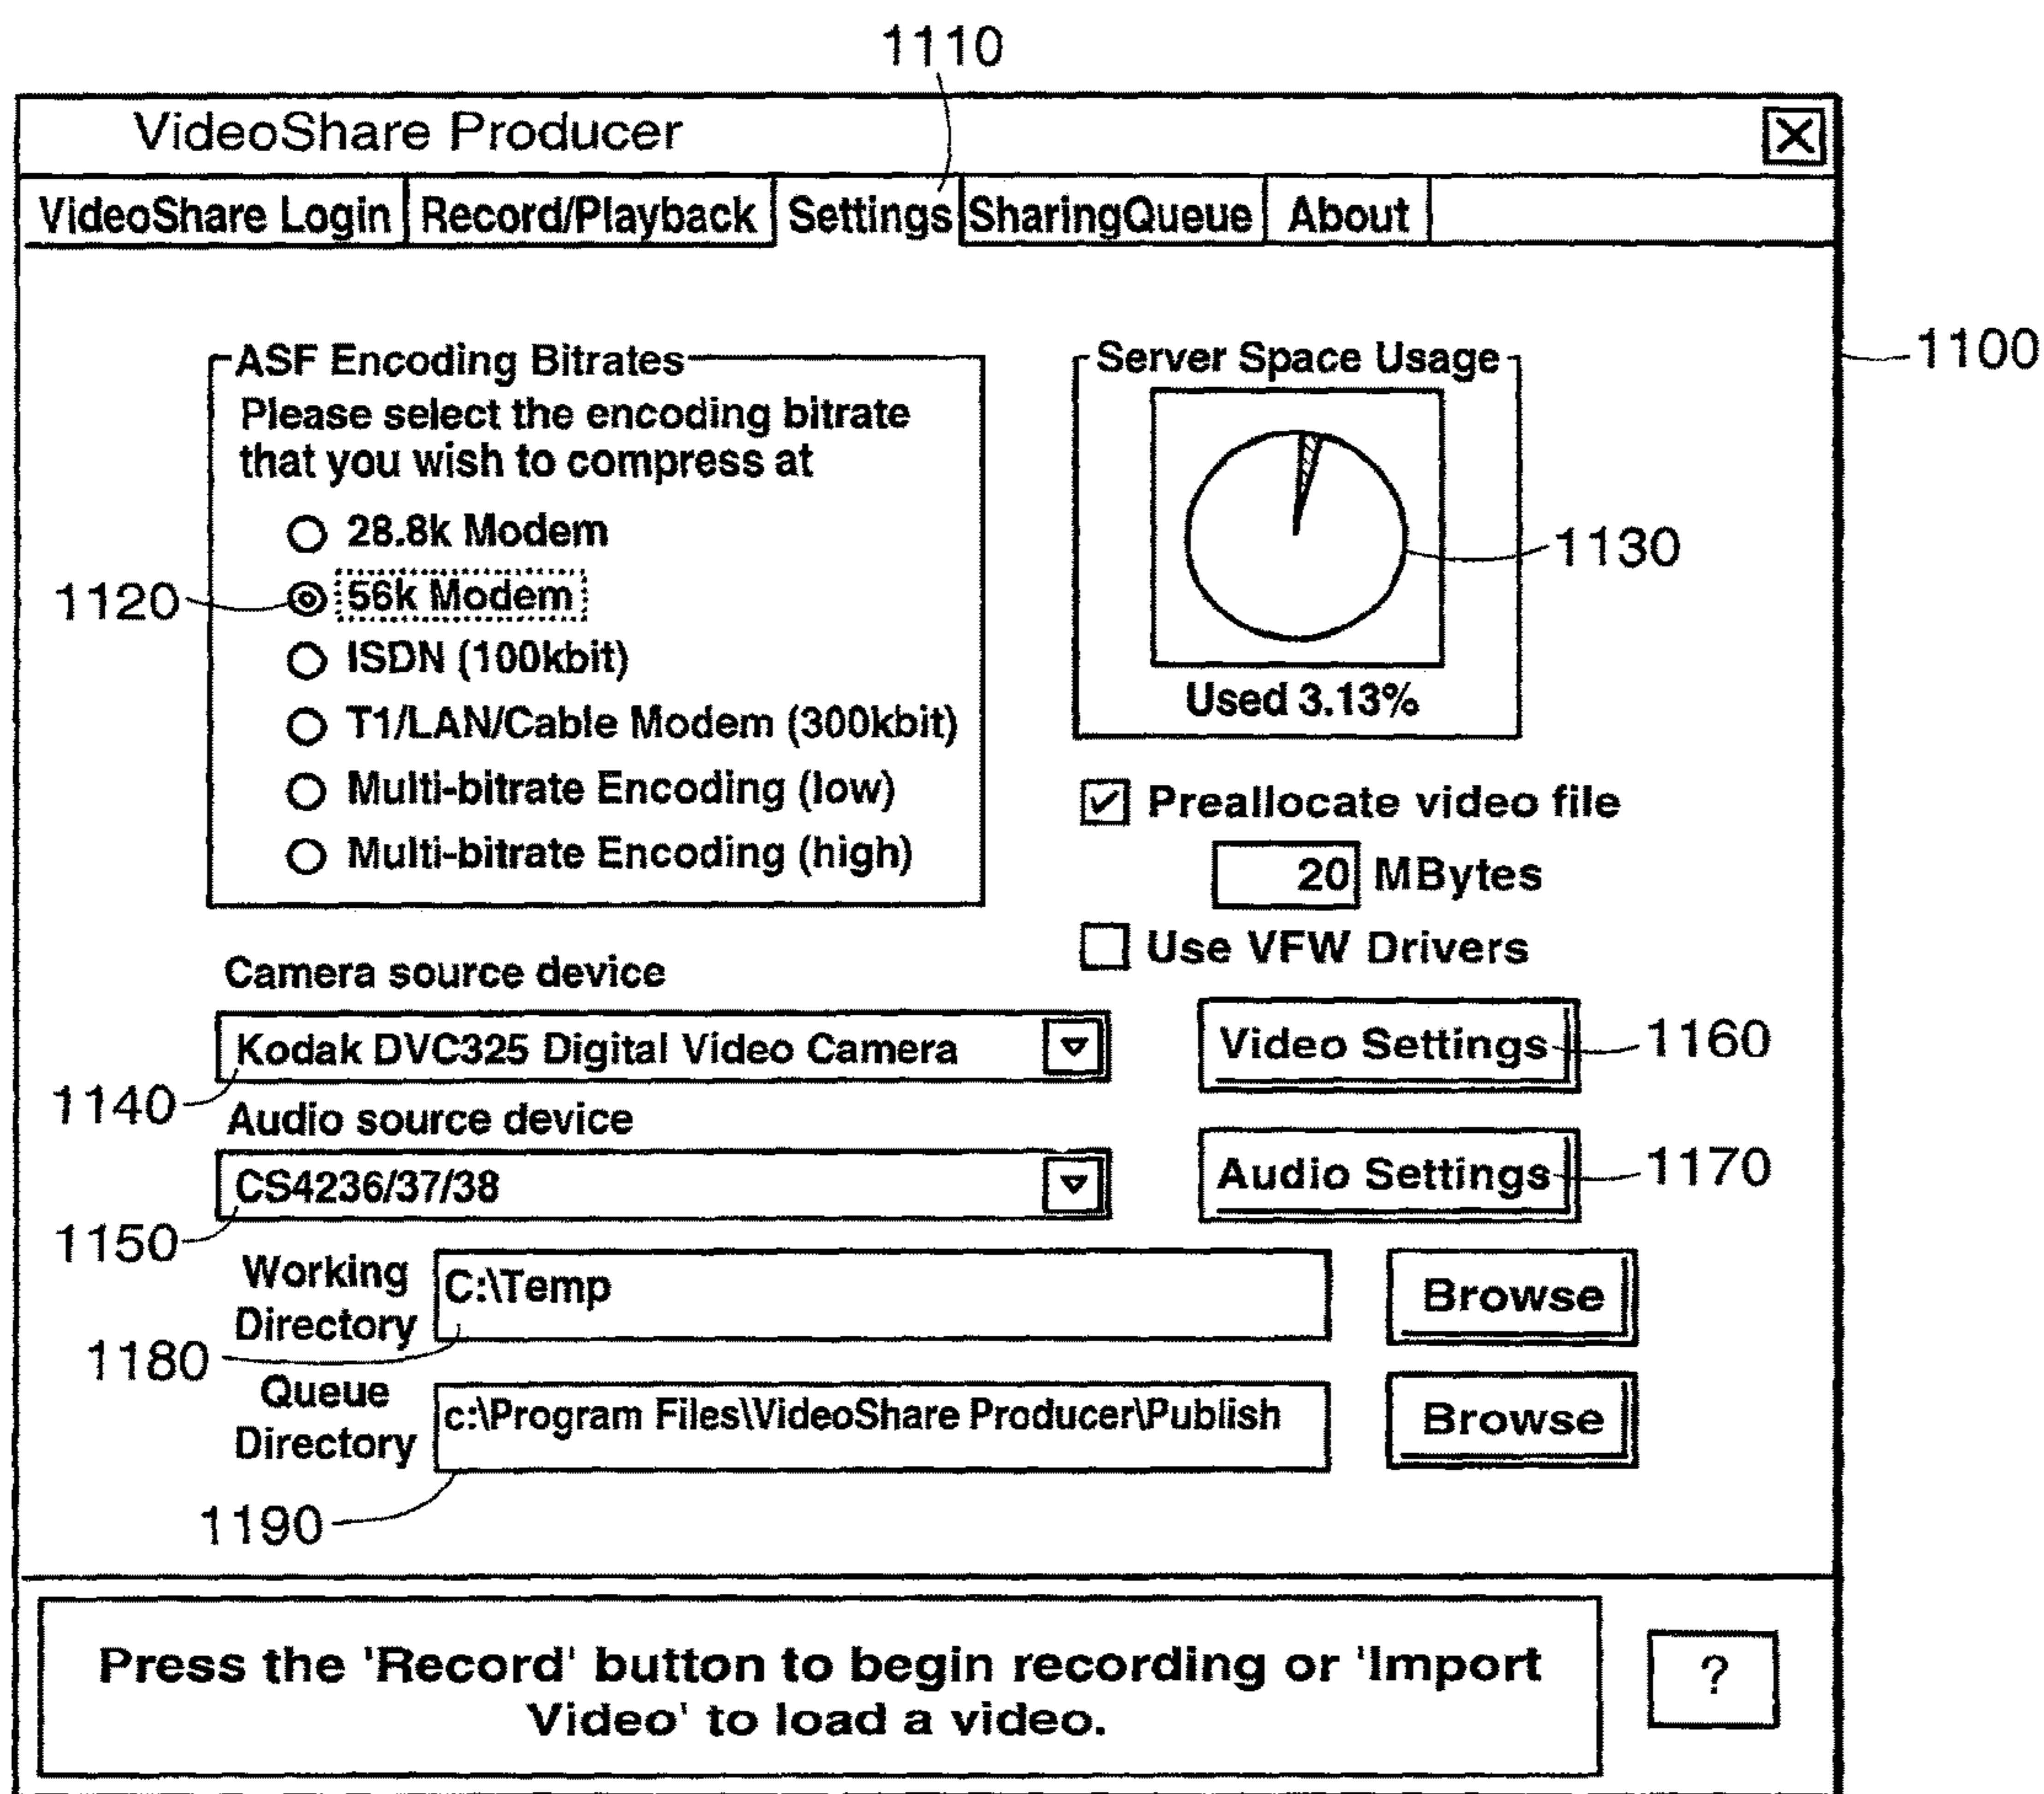 1110
VideoShare Producer
VideoShare Login Record/Playback Settings SharingQueue About
1100
ASF Encoding Bitrates
Please select the encoding bitrate
that you wish to compress at
28.8k Modem
1120
56k Modem
ISDN (100kbit)
T1/LAN/Cable Modem (300kbit)
Multi-bitrate Encoding (low)
Multi-bitrate Encoding (high)
Server Space Usage
1130
Used 3.13%
Preallocate video file
20 MBytes
Use VFW Drivers
Camera source device
Kodak DVC325 Digital Video Camera
1140
Video Settings
1160
Audio source device
CS4236/37/38
1150
Audio Settings
1170
Working
Directory
C:\Temp
1180
Browse
Queue
Directory
c:\Program Files\VideoShare Producer\Publish
1190
Browse
Press the 'Record' button to begin recording or 'Import
Video' to load a video.
?